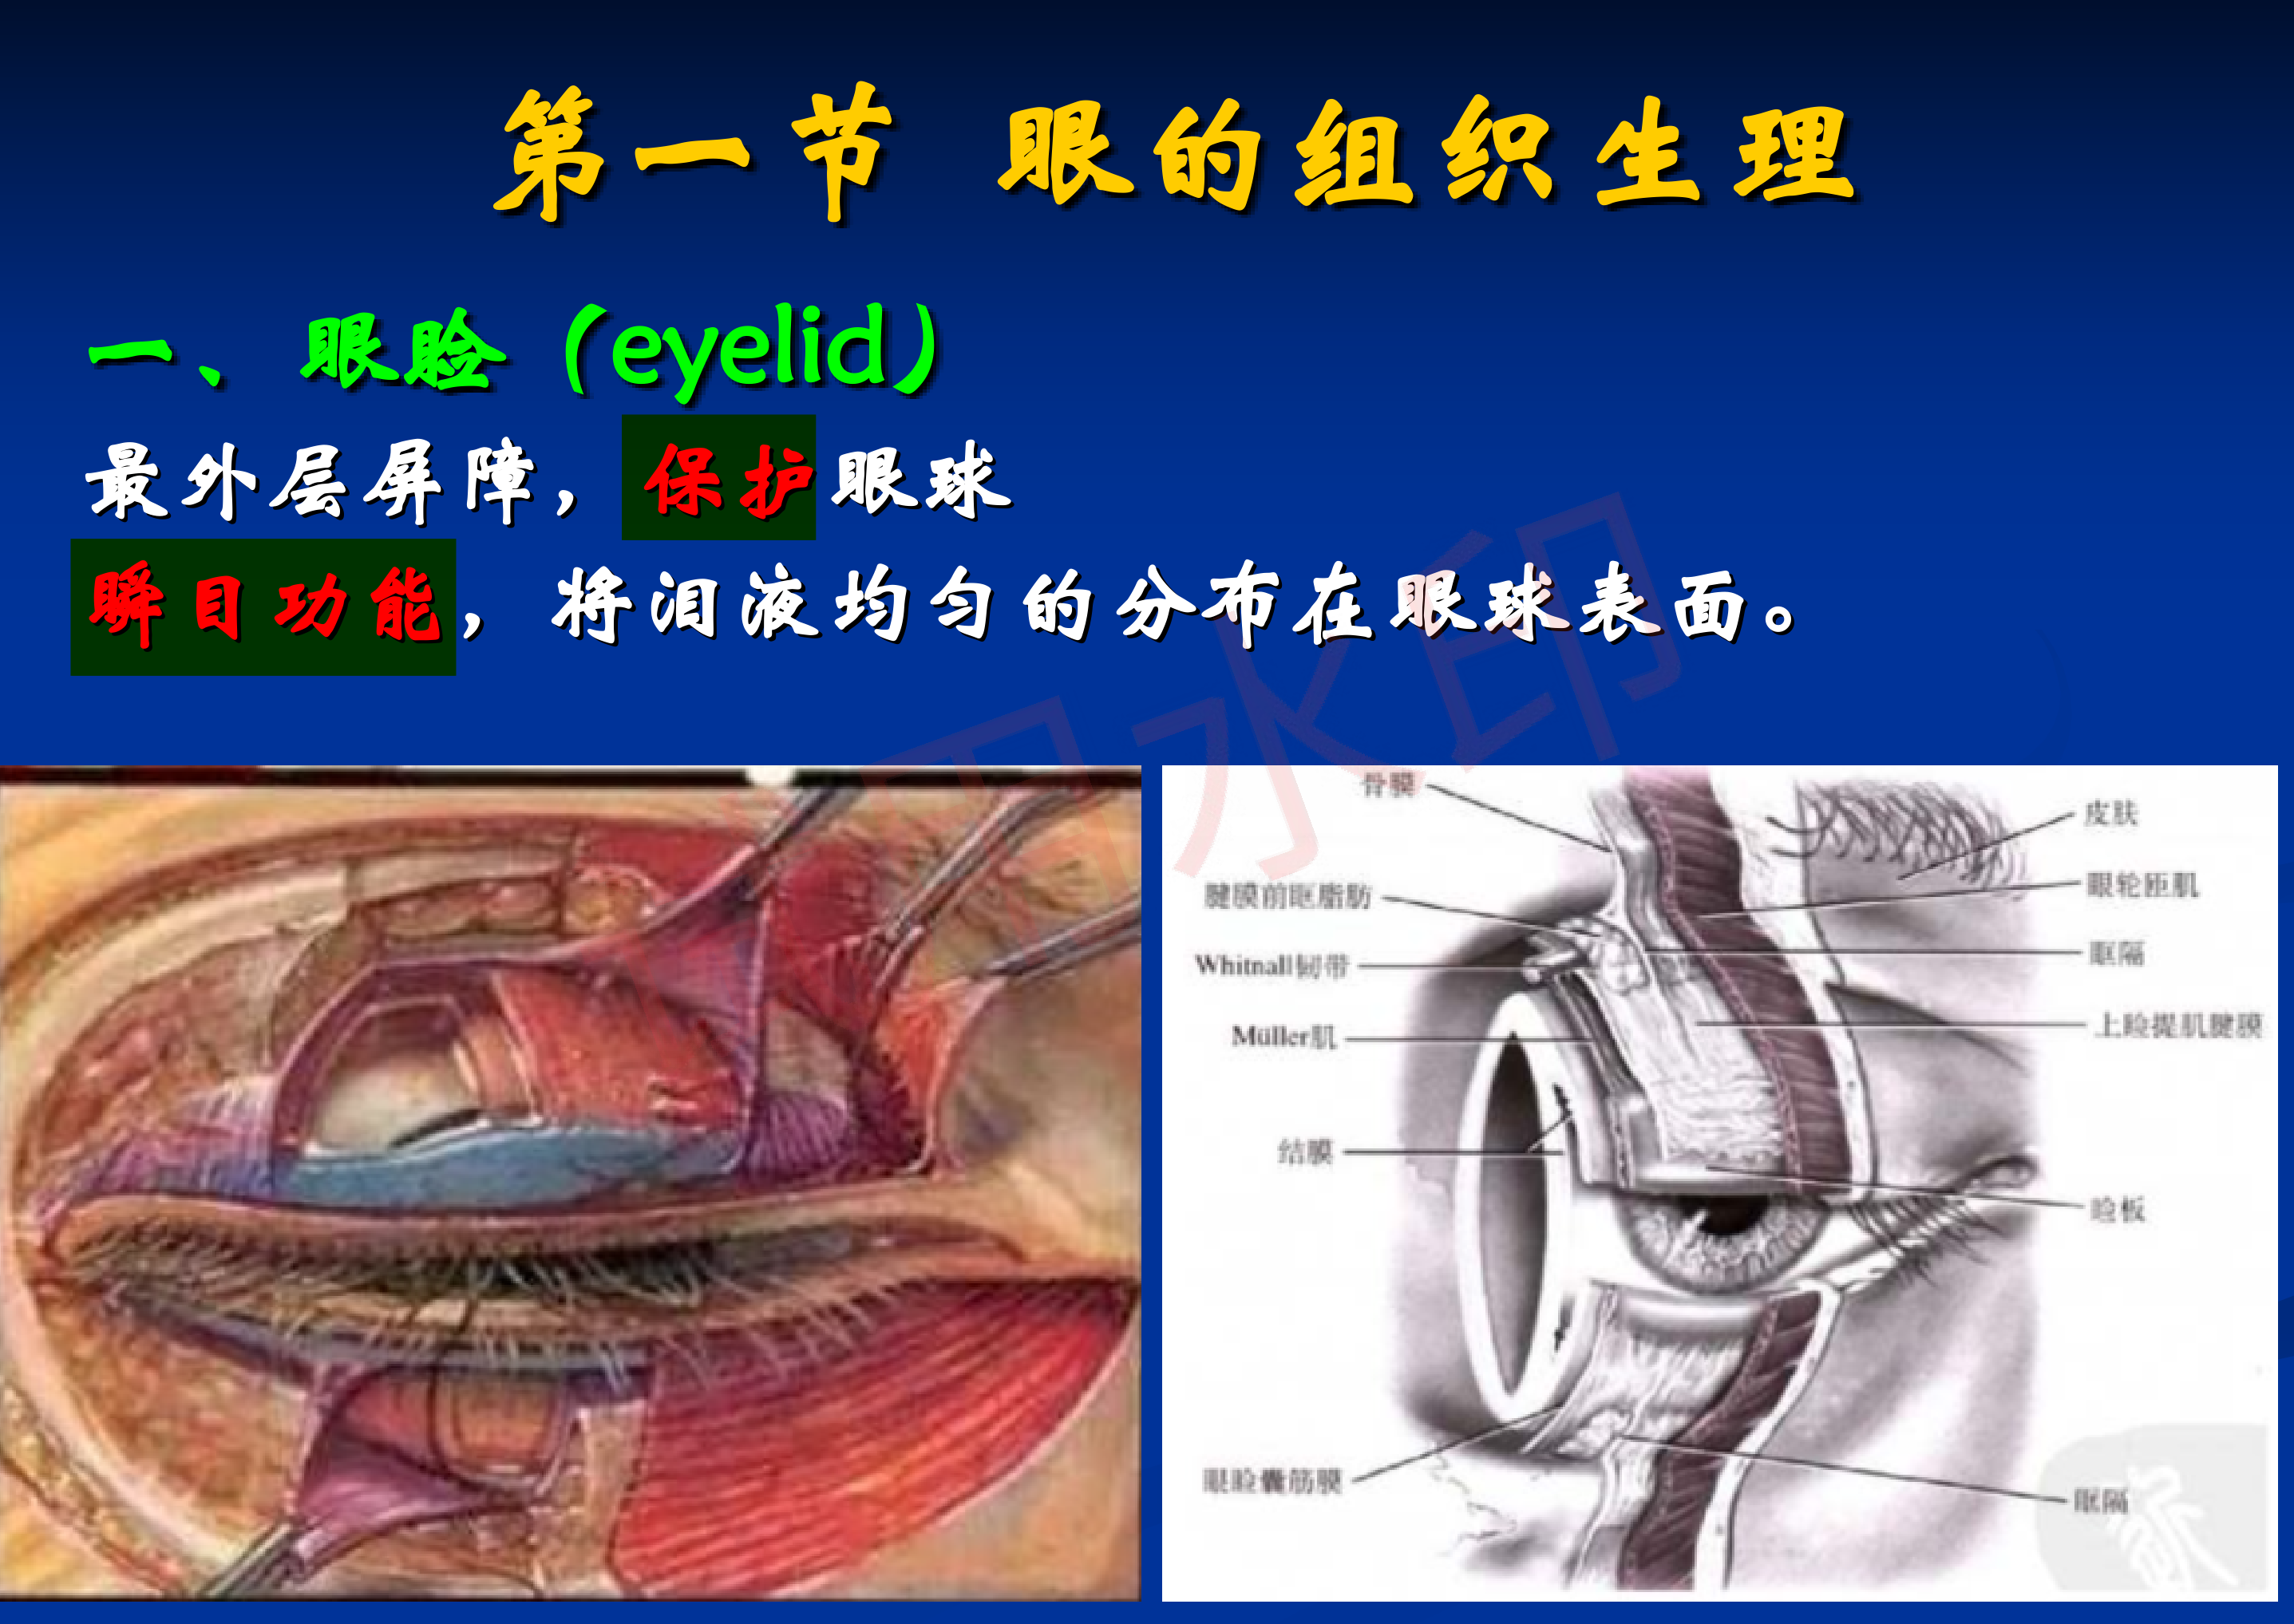 第一节 眼的组织生理
一、眼睑（eyelid）
最外层屏障，保护眼球
瞬目功能，将泪液均匀的分布在眼球表面。
骨膜
皮肤
腱膜前眶脂肪
眼轮匝肌
Whitnall韧带
眶隔
Müller肌
上睑提肌腱膜
结膜
睑板
眼睑囊筋膜
眶隔
水印